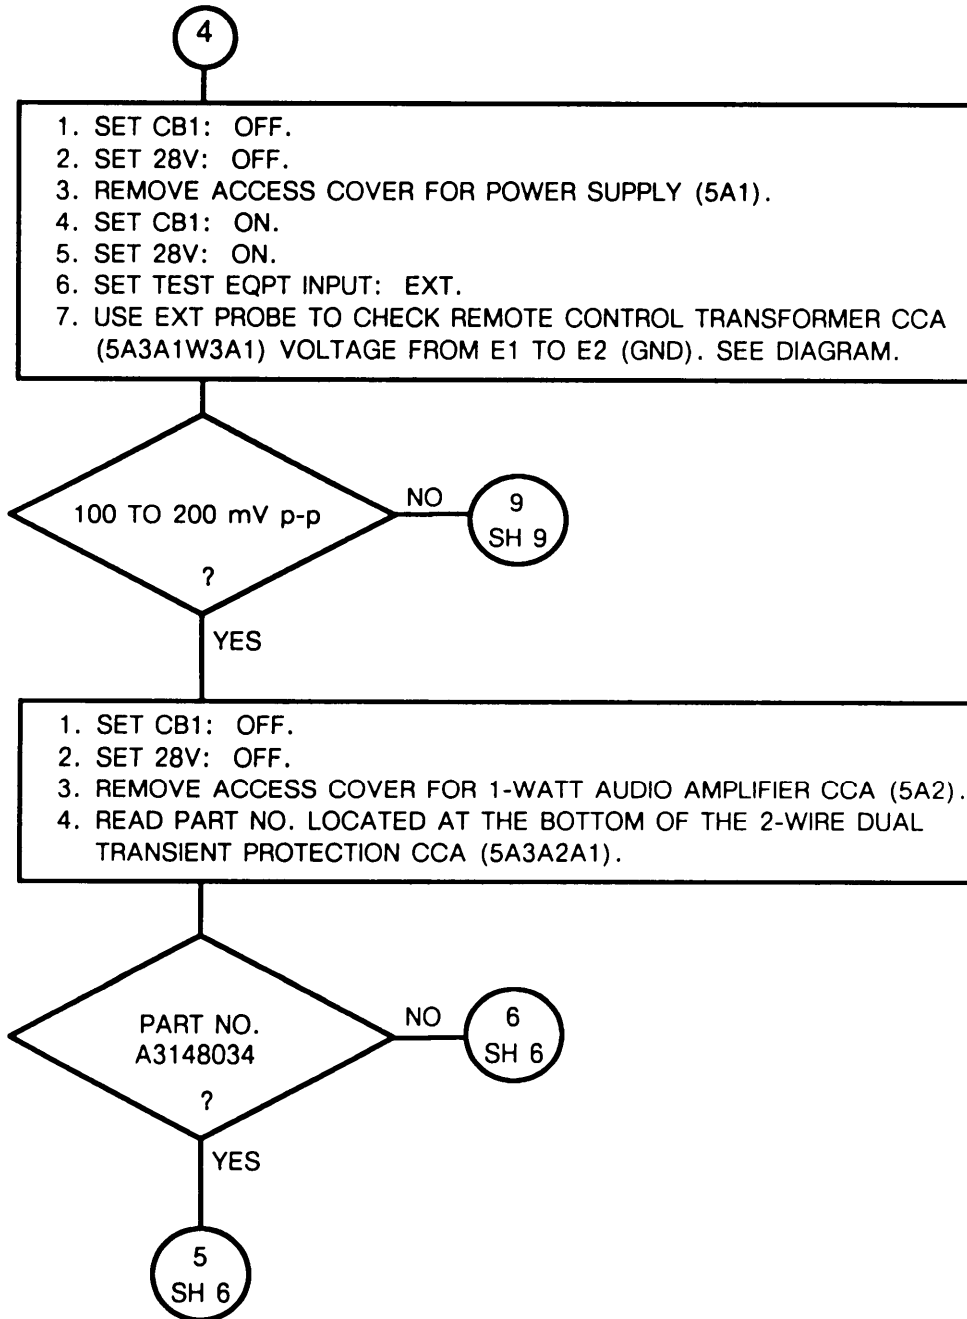 4
1. SET CB1: OFF.
2. SET 28V: OFF.
3. REMOVE ACCESS COVER FOR POWER SUPPLY (5A1).
4. SET CB1: ON.
5. SET 28V: ON.
6. SET TEST EQPT INPUT: EXT.
7. USE EXT PROBE TO CHECK REMOTE CONTROL TRANSFORMER CCA
(5A3A1W3A1) VOLTAGE FROM E1 TO E2 (GND). SEE DIAGRAM.
100 TO 200 mV p-p
?
NO
9
SH 9
YES
1. SET CB1: OFF.
2. SET 28V: OFF.
3. REMOVE ACCESS COVER FOR 1-WATT AUDIO AMPLIFIER CCA (5A2).
4. READ PART NO. LOCATED AT THE BOTTOM OF THE 2-WIRE DUAL
TRANSIENT PROTECTION CCA (5A3A2A1).
PART NO.
A3148034
?
NO
6
SH 6
YES
5
SH 6